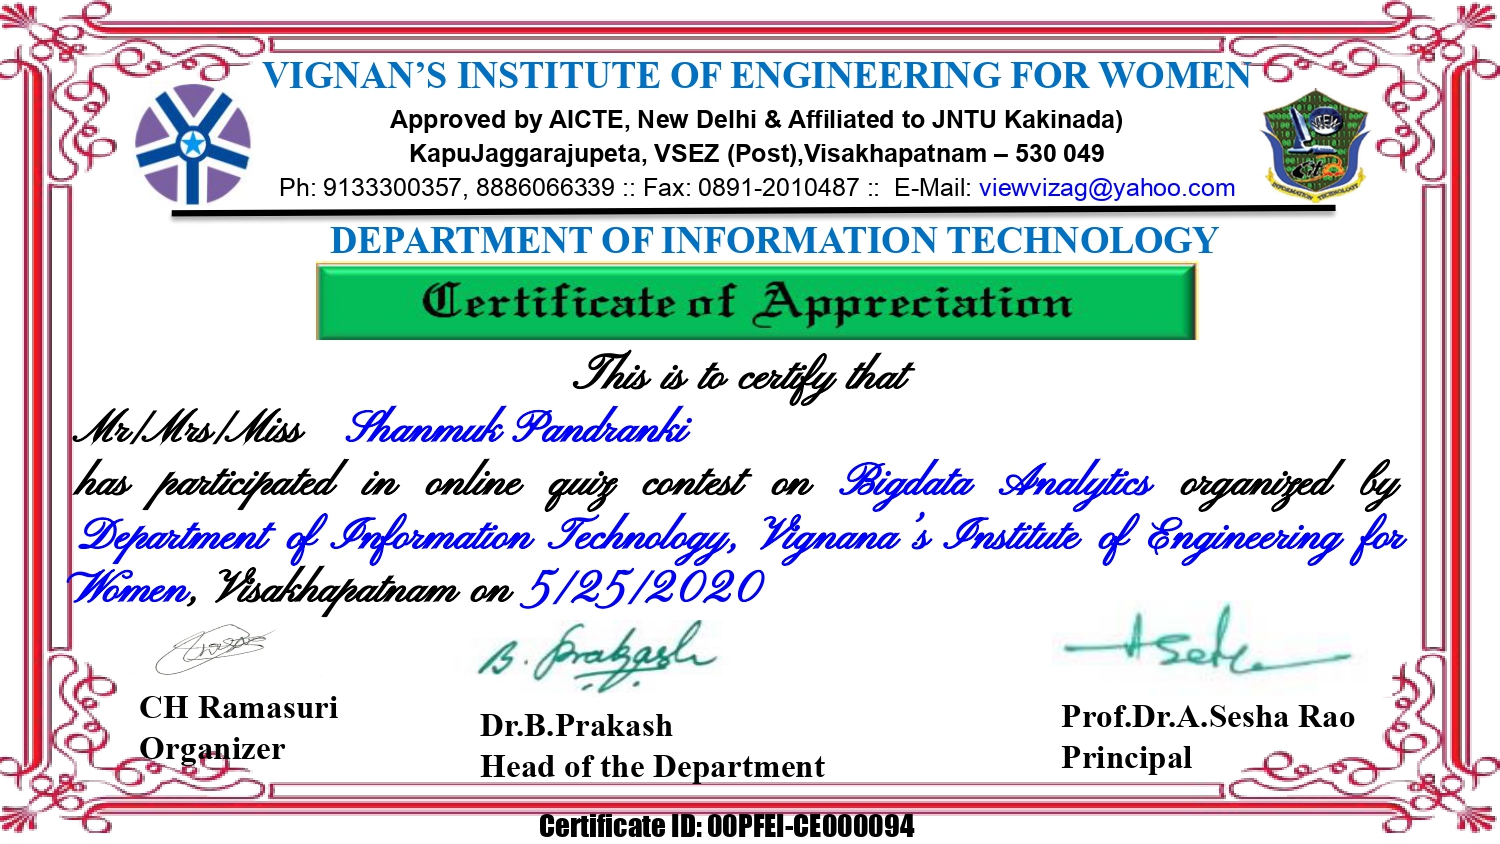 VIGNAN'S INSTITUTE OF ENGINEERING FOR WOMEN
Approved by AICTE, New Delhi & Affiliated to JNTU Kakinada)
KapuJaggarajupeta, VSEZ (Post),Visakhapatnam – 530 049
Ph: 9133300357, 8886066339 :: Fax: 0891-2010487 :: E-Mail: viewvizag@yahoo.com
INFORMATION TECHNOLOGY
DEPARTMENT OF INFORMATION TECHNOLOGY
Certificate of Appreciation
This is to certify that
Mr/Mrs/Miss Shanmuk Pandranki
has participated in online quiz contest on Bigdata Analytics organized by
Department of Information Technology, Vignana's Institute of Engineering for
Women, Visakhapatnam on 5/25/2020
B. Prakash
CH Ramasuri
Organizer
Dr.B.Prakash
Head of the Department
Prof.Dr.A.Sesha Rao
Principal
Certificate ID: 00PFEI-CE000094